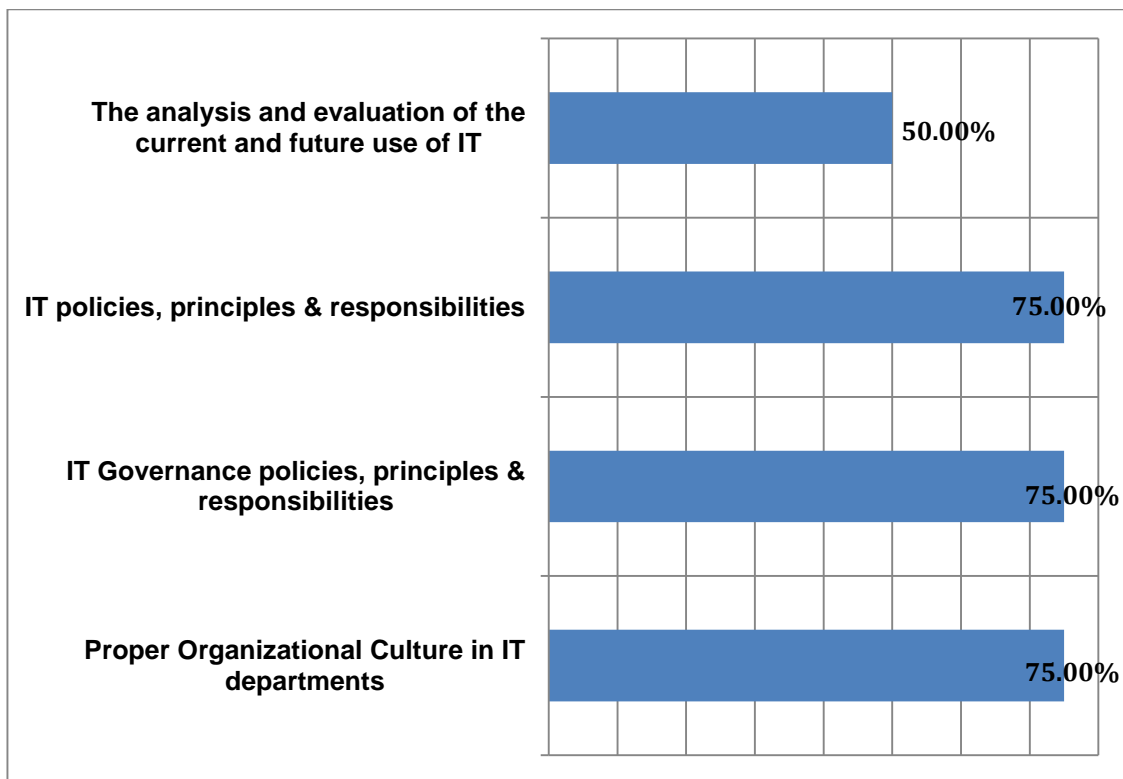 The analysis and evaluation of the
current and future use of IT
50.00%
IT policies, principles & responsibilities
75.00%
IT Governance policies, principles &
responsibilities
75.00%
Proper Organizational Culture in IT
departments
75.00%